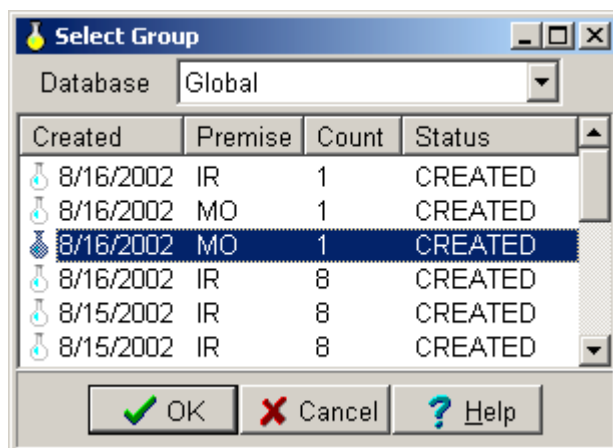 Select Group
Database Global
Created Premise Count Status
8/16/2002 IR 1 CREATED
8/16/2002 MO 1 CREATED
8/16/2002 MO 1 CREATED
8/16/2002 IR 8 CREATED
8/15/2002 IR 8 CREATED
8/15/2002 IR 8 CREATED
OK Cancel Help